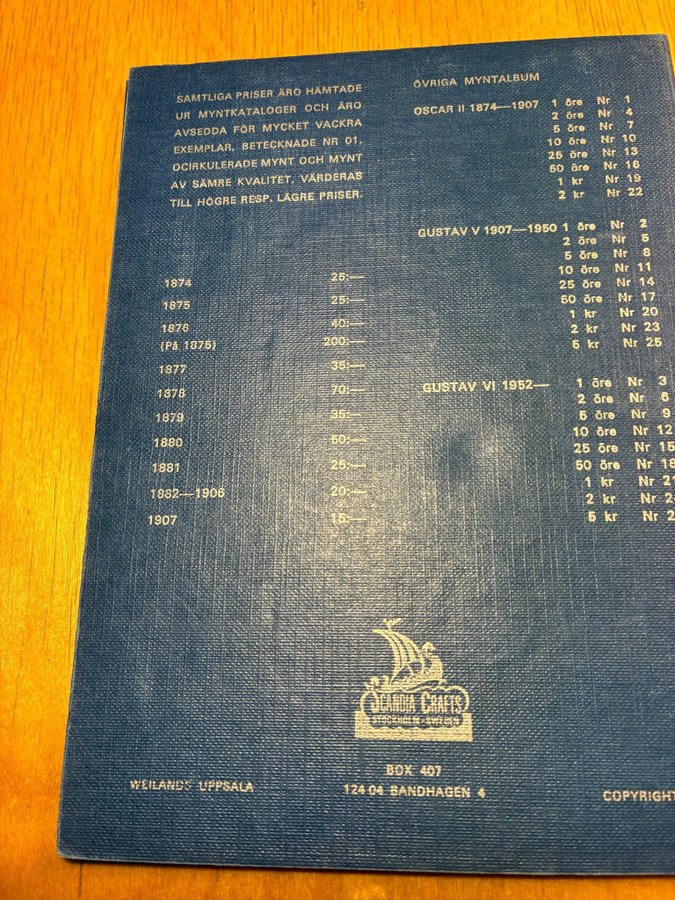 SAMTLIGA PRISER ÄRO HÄMTADE
UR MYNTKATALOGER OCH ÄRO
AVSEDDA FÖR MYCKET VACKRA
EXEMPLAR, BETECKNADE NR 01.
OCIRKULERADE MYNT OCH MYNT
AV SÄMRE KVALITET, VÄRDERAS
TILL HÖGRE RESP. LÄGRE PRISER.
1874 25:—
1875 25:—
1876 40:—
(På 1875) 200:—
1877 35:—
1878 70:—
1879 35:—
1880 50:—
1881 25:—
1882—1906 20:—
1907 15:—
ÖVRIGA MYNTALBUM
OSCAR II 1874—1907 1 öre Nr 1
2 öre Nr 4
5 öre Nr 7
10 öre Nr 10
25 öre Nr 13
50 öre Nr 16
1 kr Nr 19
2 kr Nr 22
GUSTAV V 1907—1950 1 öre Nr 2
2 öre Nr 5
5 öre Nr 8
10 öre Nr 11
25 öre Nr 14
50 öre Nr 17
1 kr Nr 20
2 kr Nr 23
5 kr Nr 25
GUSTAV VI 1952— 1 öre Nr 3
2 öre Nr 6
5 öre Nr 9
10 öre Nr 12
25 öre Nr 15
50 öre Nr 18
1 kr Nr 21
2 kr Nr 2
5 kr Nr 2
SCANDIA CRAFTS
STOCKHOLM-SWEDEN
BOX 407
124 04 BANDHAGEN 4
WEILANDS UPPSALA
COPYRIGHT